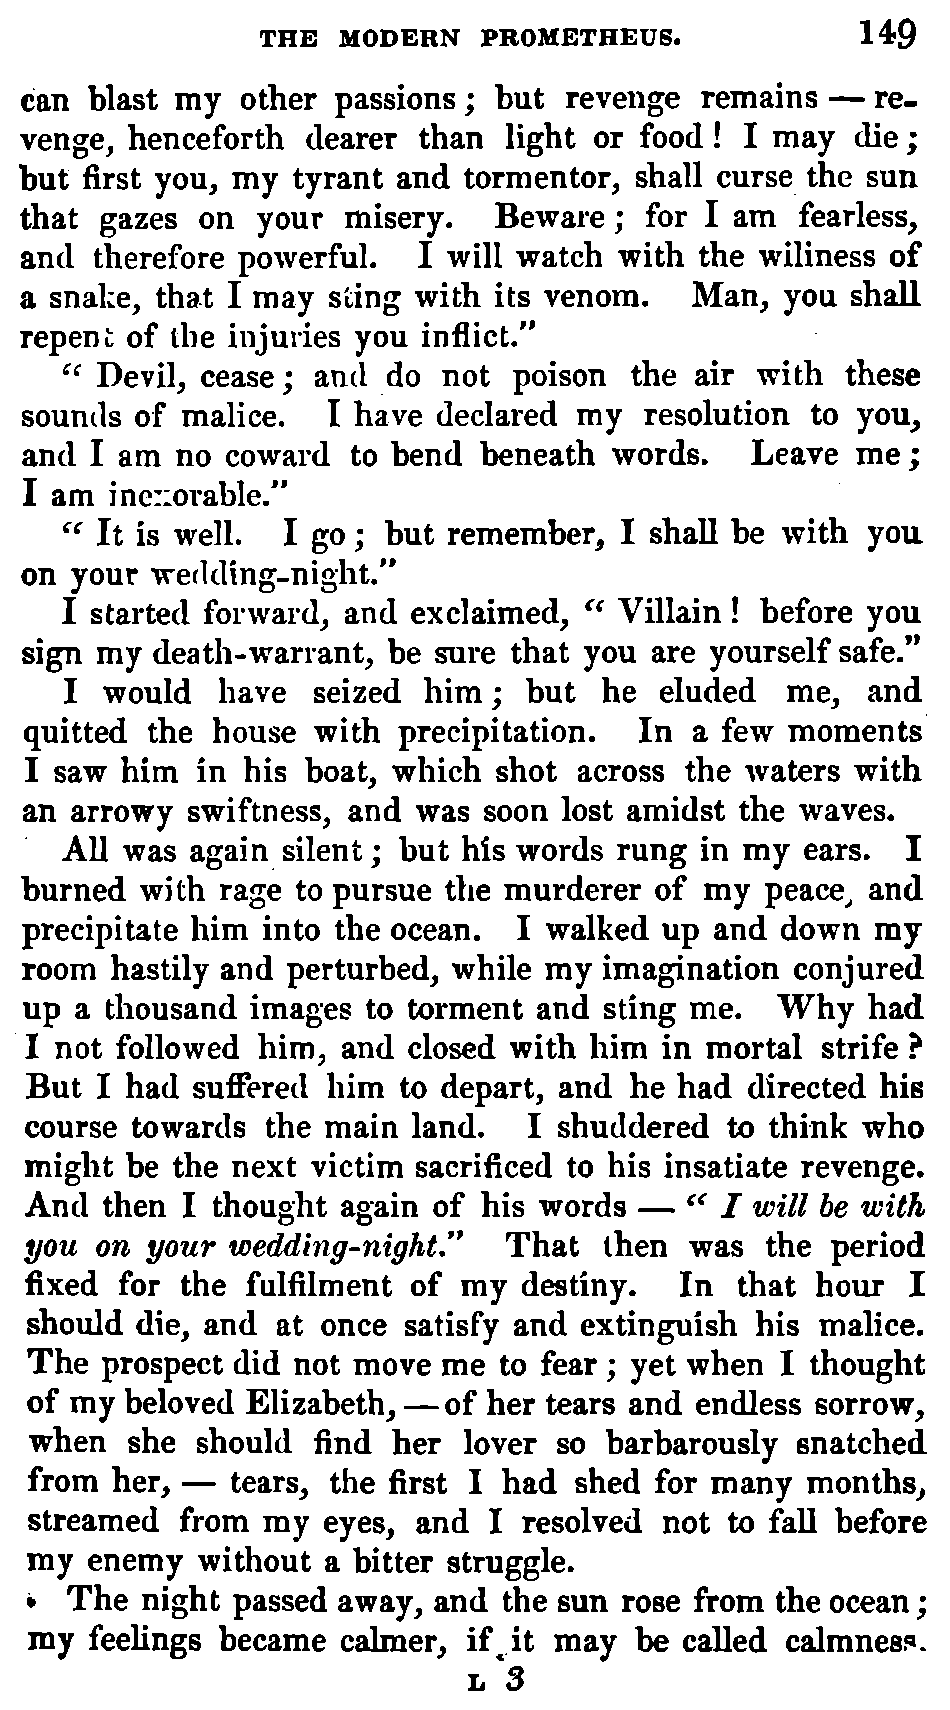 THE MODERN PROMETHEUS. 149
can blast my other passions; but revenge remains — re-
venge, henceforth dearer than light or food! I may die;
but first you, my tyrant and tormentor, shall curse the sun
that gazes on your misery. Beware; for I am fearless,
and therefore powerful. I will watch with the wiliness of
a snake, that I may sting with its venom. Man, you shall
repent of the injuries you inflict."
" Devil, cease; and do not poison the air with these
sounds of malice. I have declared my resolution to you,
and I am no coward to bend beneath words. Leave me;
I am inexorable."
" It is well. I go; but remember, I shall be with you
on your wedding-night."
I started forward, and exclaimed, " Villain! before you
sign my death-warrant, be sure that you are yourself safe."
I would have seized him; but he eluded me, and
quitted the house with precipitation. In a few moments
I saw him in his boat, which shot across the waters with
an arrowy swiftness, and was soon lost amidst the waves.
All was again silent; but his words rung in my ears. I
burned with rage to pursue the murderer of my peace, and
precipitate him into the ocean. I walked up and down my
room hastily and perturbed, while my imagination conjured
up a thousand images to torment and sting me. Why had
I not followed him, and closed with him in mortal strife?
But I had suffered him to depart, and he had directed his
course towards the main land. I shuddered to think who
might be the next victim sacrificed to his insatiate revenge.
And then I thought again of his words — " I will be with
you on your wedding-night." That then was the period
fixed for the fulfilment of my destiny. In that hour I
should die, and at once satisfy and extinguish his malice.
The prospect did not move me to fear; yet when I thought
of my beloved Elizabeth, — of her tears and endless sorrow,
when she should find her lover so barbarously snatched
from her, — tears, the first I had shed for many months,
streamed from my eyes, and I resolved not to fall before
my enemy without a bitter struggle.
The night passed away, and the sun rose from the ocean;
my feelings became calmer, if it may be called calmness.
L 3